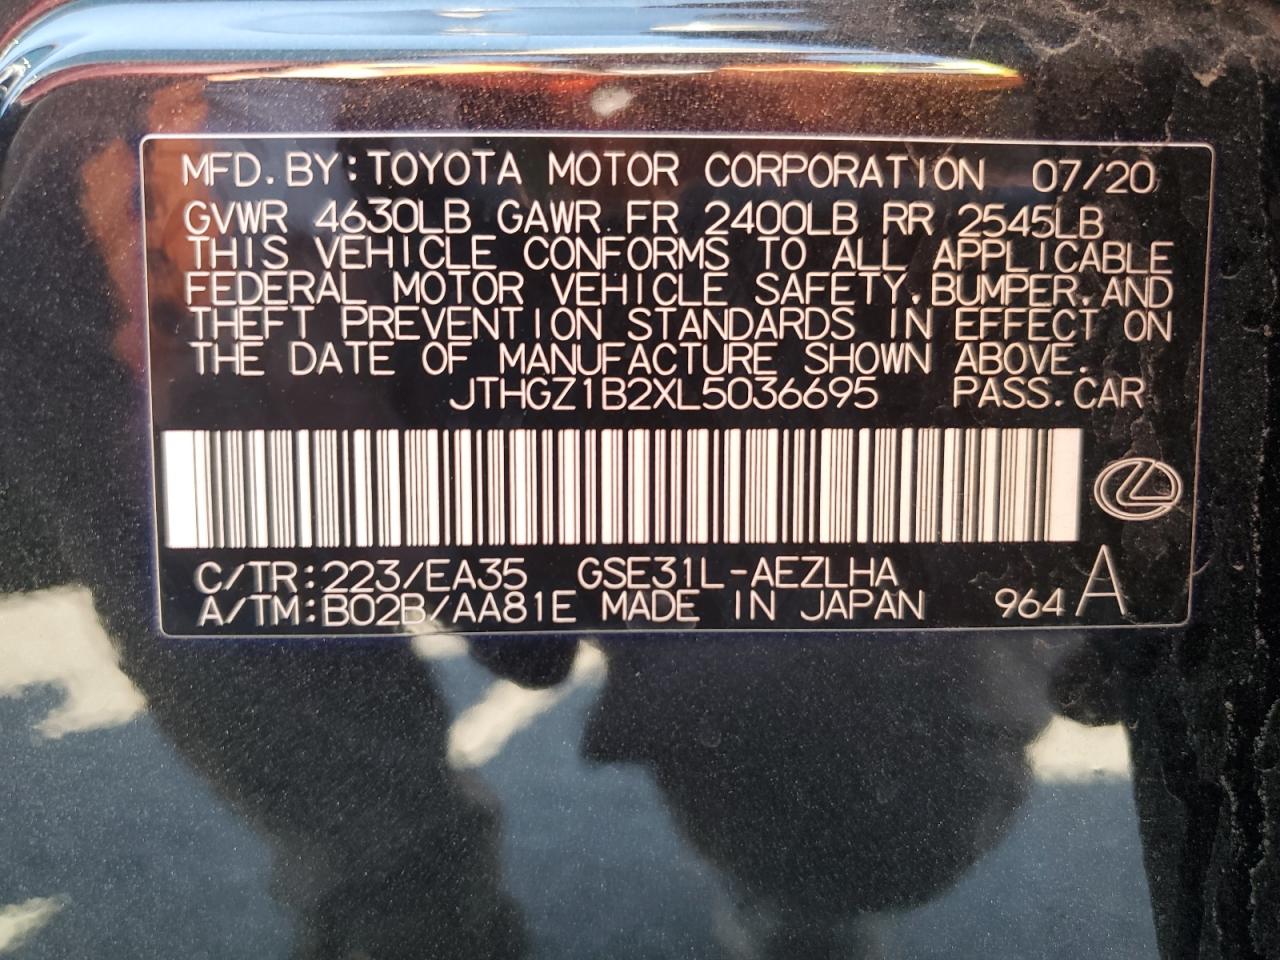 MFD.BY:TOYOTA MOTOR CORPORATION 07/20
GVWR 4630LB GAWR FR 2400LB RR 2545LB
THIS VEHICLE CONFORMS TO ALL APPLICABLE
FEDERAL MOTOR VEHICLE SAFETY,BUMPER,AND
THEFT PREVENTION STANDARDS IN EFFECT ON
THE DATE OF MANUFACTURE SHOWN ABOVE.
JTHGZ1B2XL5036695 PASS.CAR
C/TR:223/EA35 GSE31L-AEZLHA
A/TM:B02B/AA81E MADE IN JAPAN 964 A